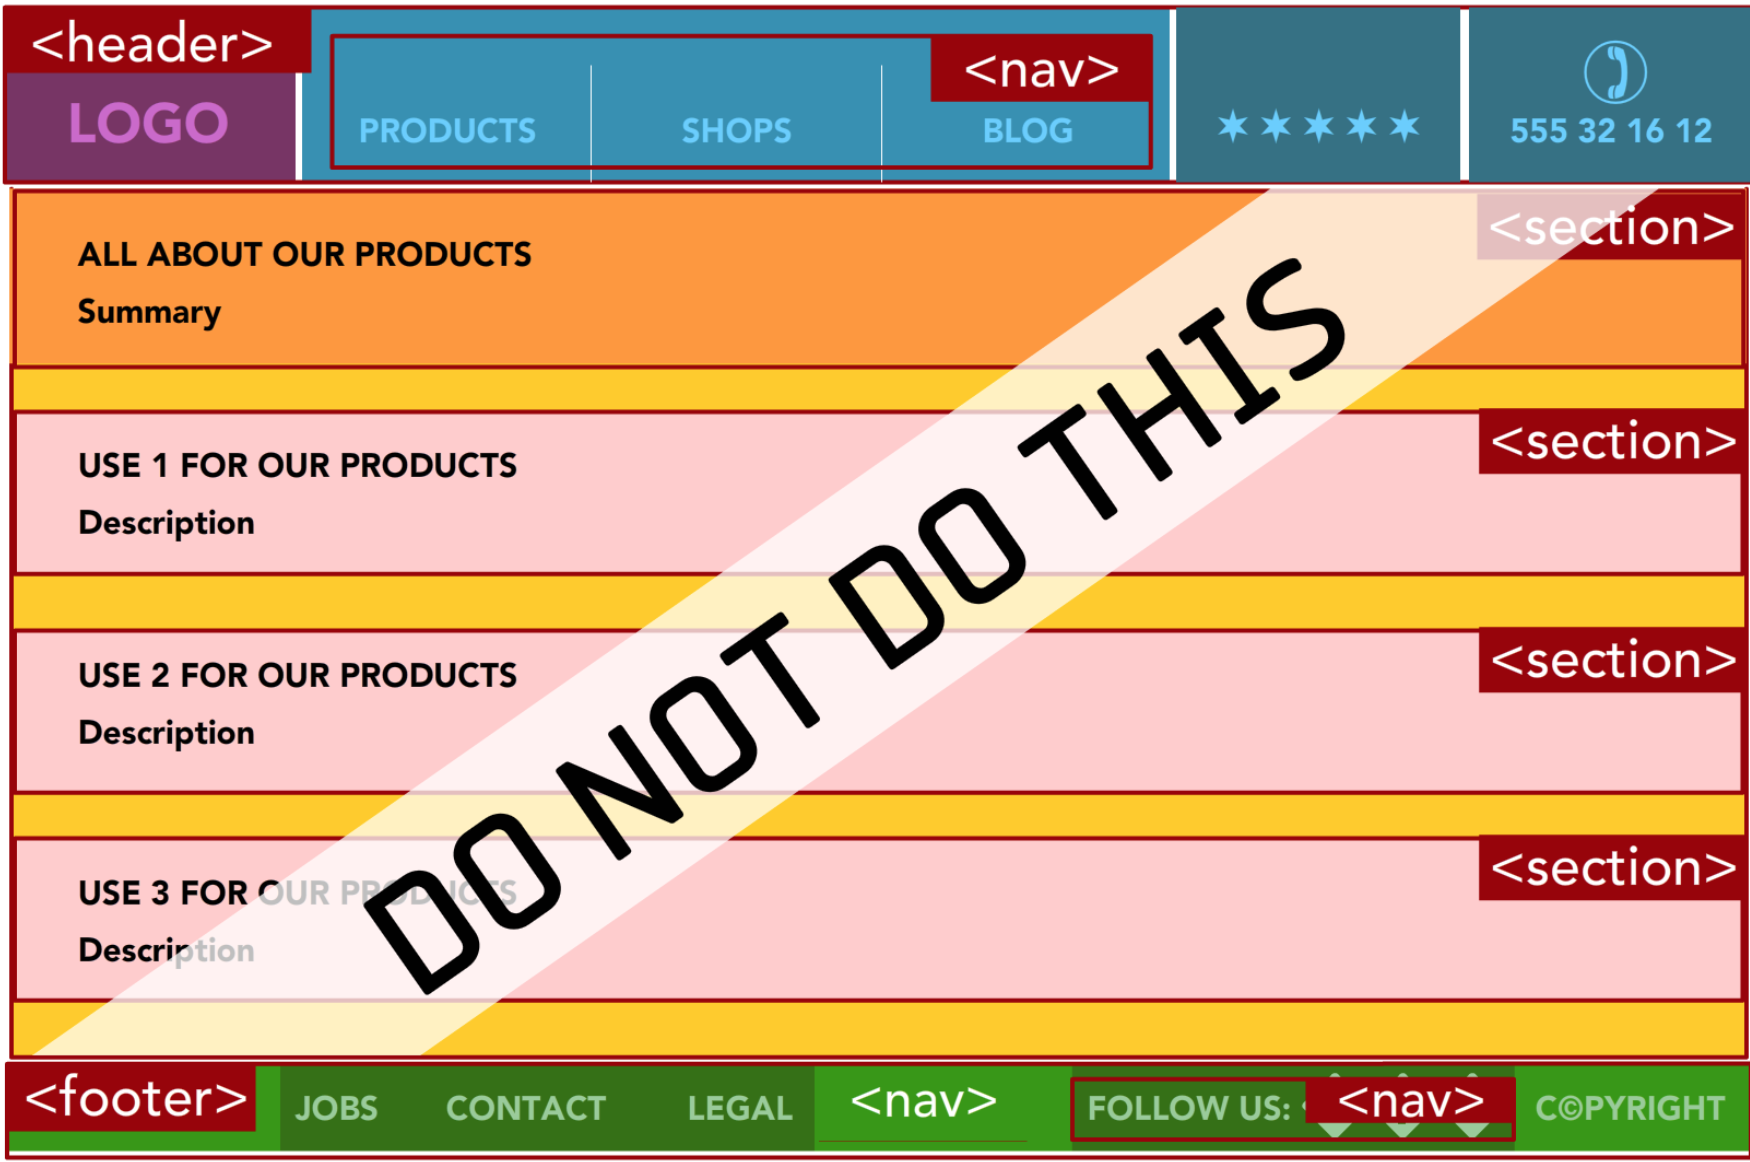 <header>
<nav>
LOGO
PRODUCTS SHOPS BLOG
✶✶✶✶✶
555 32 16 12
<section>
ALL ABOUT OUR PRODUCTS
Summary
<section>
USE 1 FOR OUR PRODUCTS
Description
<section>
USE 2 FOR OUR PRODUCTS
Description
<section>
USE 3 FOR OUR PRODUCTS
Description
DO NOT DO THIS
<footer> JOBS CONTACT LEGAL <nav> FOLLOW US: <nav> C©PYRIGHT